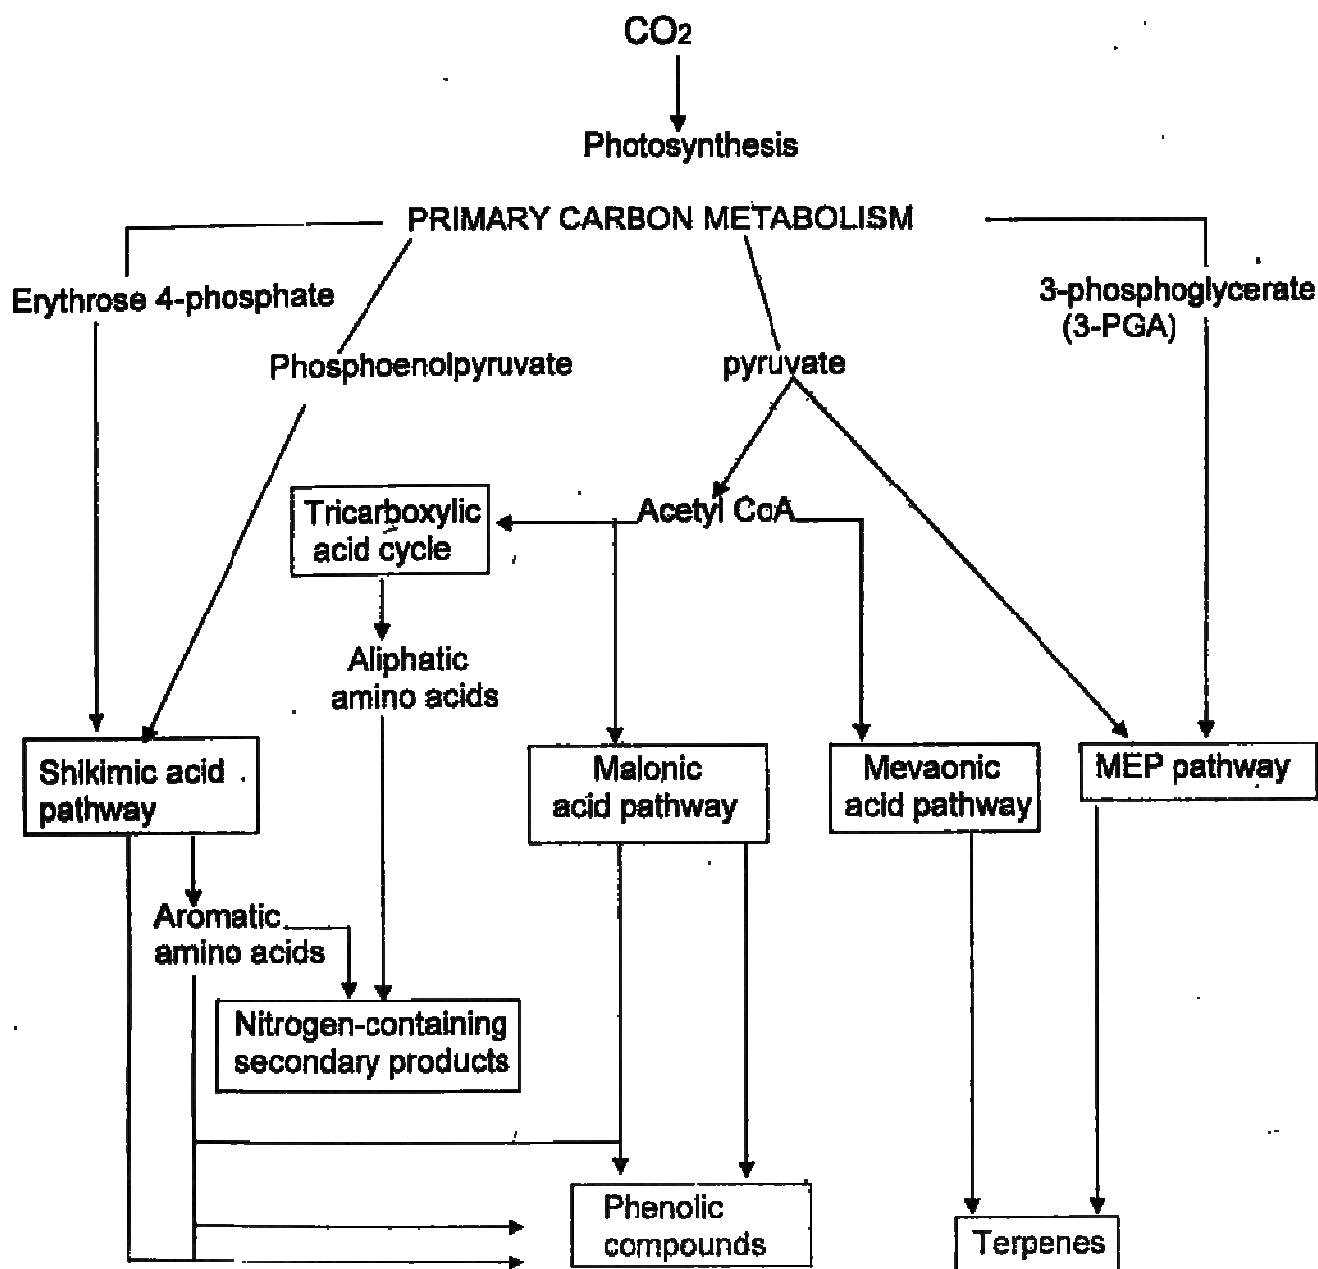 CO2
Photosynthesis
PRIMARY CARBON METABOLISM
Erythrose 4-phosphate
3-phosphoglycerate
(3-PGA)
Phosphoenolpyruvate
pyruvate
Tricarboxylic
acid cycle
Acetyl CoA
Aliphatic
amino acids
Shikimic acid
pathway
Malonic
acid pathway
Mevaonic
acid pathway
MEP pathway
Aromatic
amino acids
Nitrogen-containing
secondary products
Phenolic
compounds
Terpenes